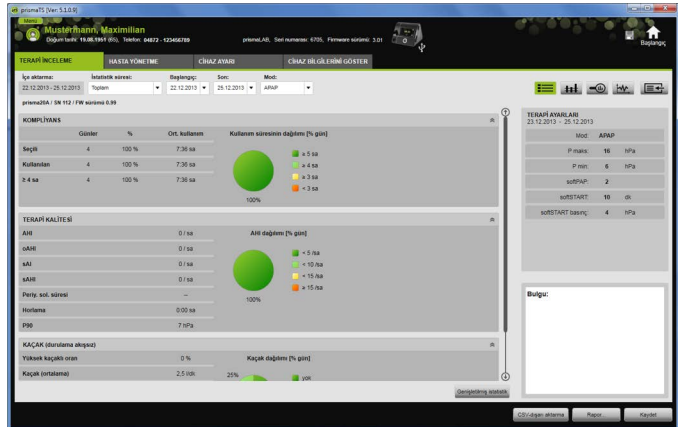 prismaTS [Ver: 5.1.0.9]
Menü
Mustermann, Maximilian
Doğum tarihi: 19.08.1951 (65), Telefon: 04872 - 123456789
prismaLAB, Seri numarası: 6705, Firmware sürümü: 3.01
Başlangıç
TERAPİ İNCELEME HASTA YÖNETME CİHAZ AYARI CİHAZ BİLGİLERİNİ GÖSTER
İçe aktarma: İstatistik süresi: Başlangıç: Son: Mod:
22.12.2013 - 25.12.2013 Toplam 22.12.2013 25.12.2013 APAP
prisma20A / SN 112 / FW sürümü 0.99
KOMPLİYANS
Günler % Ort. kullanım Kullanım süresinin dağılımı [% gün]
Seçili 4 100 % 7:36 sa
Kullanılan 4 100 % 7:36 sa
≥ 4 sa 4 100 % 7:36 sa
≥ 5 sa
≥ 4 sa
≥ 3 sa
< 3 sa
100%
TERAPİ KALİTESİ
AHI 0 / sa AHI dağılımı [% gün]
oAHI 0 / sa
sAI 0 / sa
sAHI 0 / sa
Periy. sol. süresi --
Horlama 0:00 sa
P90 7 hPa
< 5 /sa
< 10 /sa
< 15 /sa
≥ 15 /sa
100%
KAÇAK (durulama akışsız)
Yüksek kaçaklı oran 0 % Kaçak dağılımı [% gün]
Kaçak (ortalama) 2,5 l/dk 25% yok
Genişletilmiş istatistik
TERAPİ AYARLARI
23.12.2013 - 25.12.2013
Mod: APAP
P maks: 16 hPa
P min: 6 hPa
softPAP: 2
softSTART: 10 dk
softSTART basınç: 4 hPa
Bulgu:
CSV-dışarı aktarma Rapor... Kaydet